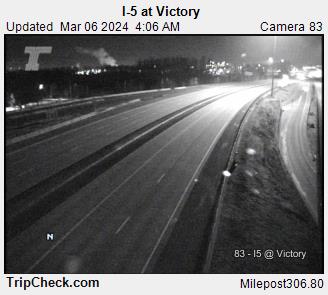 I-5 at Victory
Updated  Mar 06 2024  4:06 AM    Camera 83
T
N
83 - I5 @ Victory
TripCheck.com    Milepost306.80